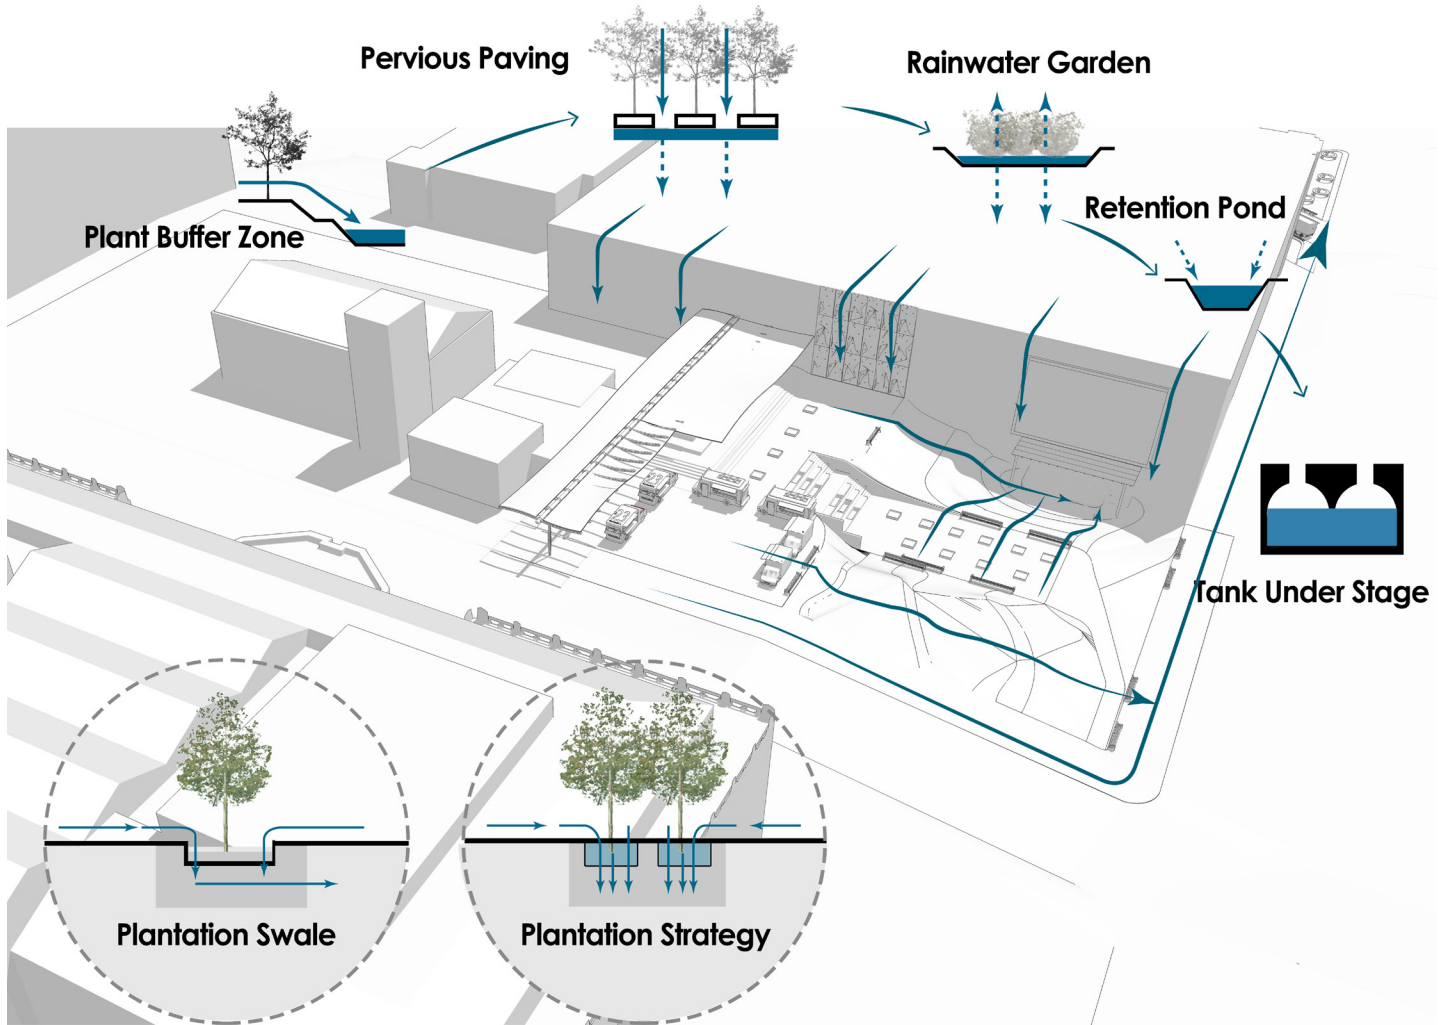 Pervious Paving
Rainwater Garden
Plant Buffer Zone
Retention Pond
Tank Under Stage
Plantation Swale
Plantation Strategy